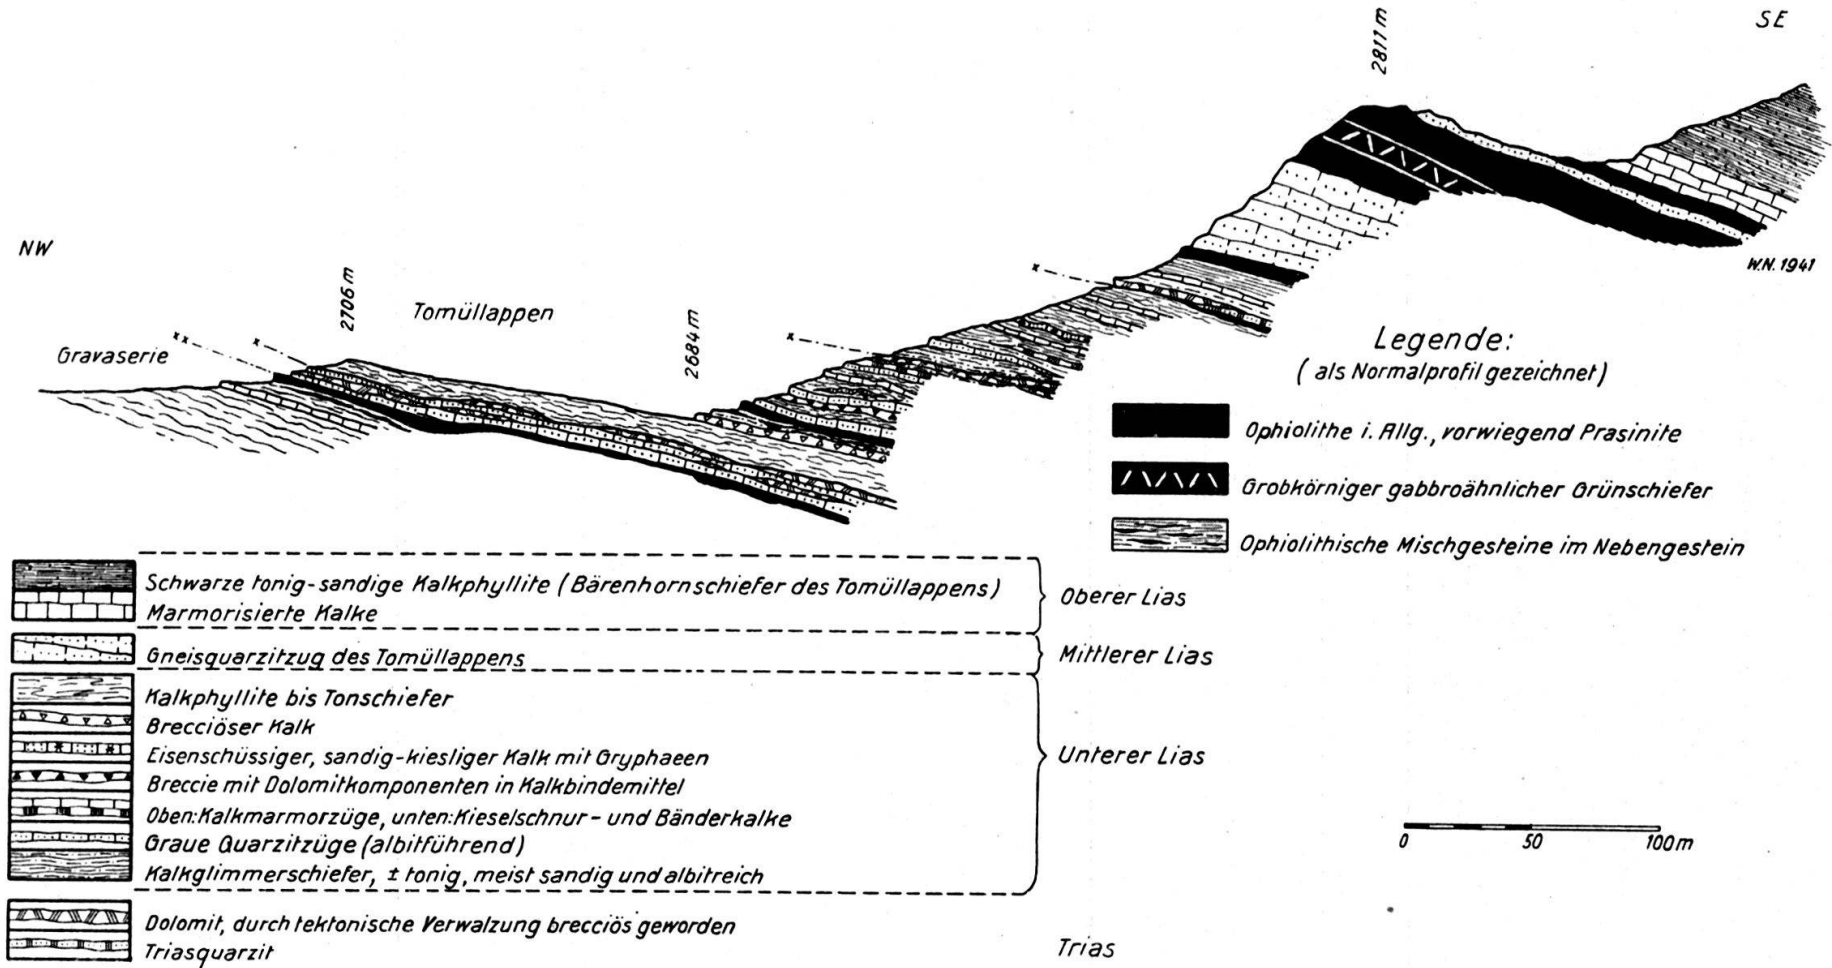 SE
2811 m
NW
W.N. 1941
2706 m
Tomüllappen
2684 m
Gravaserie
Legende:
( als Normalprofil gezeichnet )
Ophiolithe i. Allg., vorwiegend Prasinite
Grobkörniger gabbroähnlicher Grünschiefer
Ophiolithische Mischgesteine im Nebengestein
Schwarze tonig-sandige Kalkphyllite (Bärenhornschiefer des Tomüllappens)
Marmorisierte Kalke
Oberer Lias
Gneisquarzitzug des Tomüllappens
Mittlerer Lias
Kalkphyllite bis Tonschiefer
Brecciöser Kalk
Eisenschüssiger, sandig-kiesliger Kalk mit Gryphaeen
Unterer Lias
Breccie mit Dolomitkomponenten in Kalkbindemittel
Oben:Kalkmarmorzüge, unten:Kieselschnur- und Bänderkalke
Graue Quarzitzüge (albitführend)
Kalkglimmerschiefer, ± tonig, meist sandig und albitreich
0 50 100 m
Dolomit, durch tektonische Verwalzung brecciös geworden
Triasquarzit
Trias